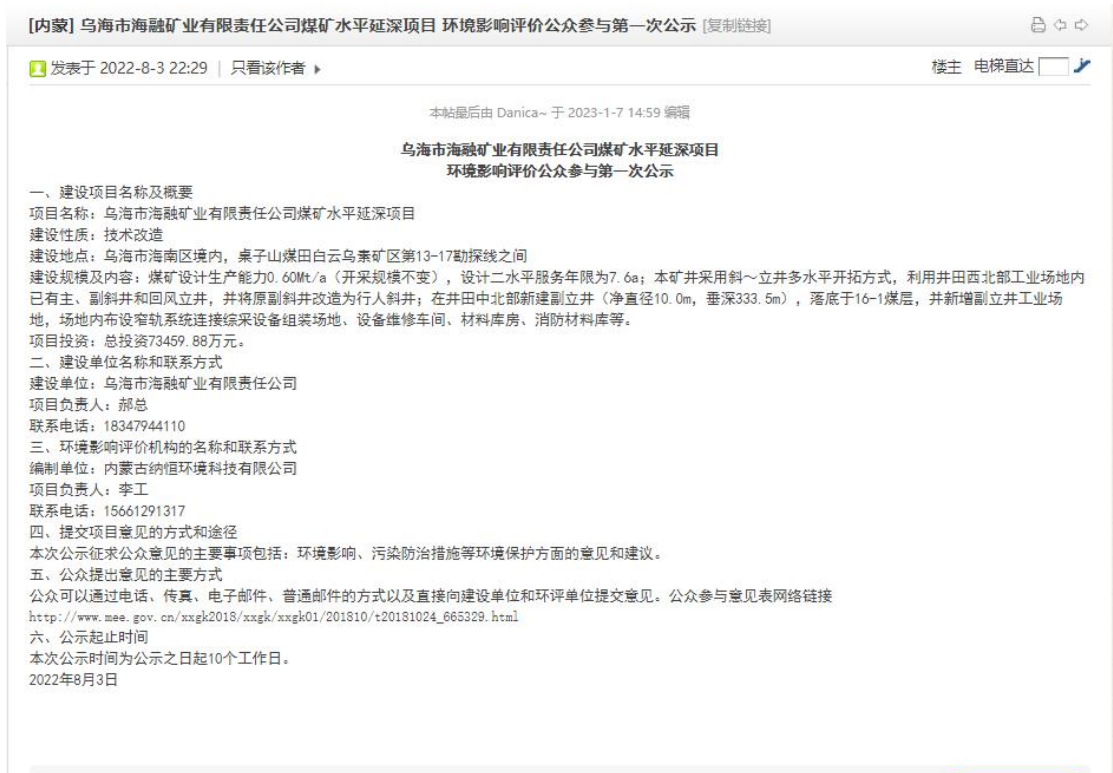 [内蒙] 乌海市海融矿业有限责任公司煤矿水平延深项目 环境影响评价公众参与第一次公示 [复制链接]
发表于 2022-8-3 22:29 | 只看该作者 楼主 电梯直达
本帖最后由 Danica~ 于 2023-1-7 14:59 编辑
乌海市海融矿业有限责任公司煤矿水平延深项目
环境影响评价公众参与第一次公示
一、建设项目名称及概要
项目名称：乌海市海融矿业有限责任公司煤矿水平延深项目
建设性质：技术改造
建设地点：乌海市海南区境内，桌子山煤田白云乌素矿区第13-17勘探线之间
建设规模及内容：煤矿设计生产能力0.60Mt/a（开采规模不变），设计二水平服务年限为7.6a；本矿井采用斜～立井多水平开拓方式，利用井田西北部工业场地内
已有主、副斜井和回风立井，并将原副斜井改造为行人斜井；在井田中北部新建副立井（净直径10.0m，垂深333.5m），落底于16-1煤层，并新增副立井工业场
地，场地内布设窄轨系统连接综采设备组装场地、设备维修车间、材料库房、消防材料库等。
项目投资：总投资73459.88万元。
二、建设单位名称和联系方式
建设单位：乌海市海融矿业有限责任公司
项目负责人：郝总
联系电话：18347944110
三、环境影响评价机构的名称和联系方式
编制单位：内蒙古纳恒环境科技有限公司
项目负责人：李工
联系电话：15661291317
四、提交项目意见的方式和途径
本次公示征求公众意见的主要事项包括：环境影响、污染防治措施等环境保护方面的意见和建议。
五、公众提出意见的主要方式
公众可以通过电话、传真、电子邮件、普通邮件的方式以及直接向建设单位和环评单位提交意见。公众参与意见表网络链接
http://www.mee.gov.cn/xxgk2018/xxgk/xxgk01/201810/t20181024_665329.html
六、公示起止时间
本次公示时间为公示之日起10个工作日。
2022年8月3日